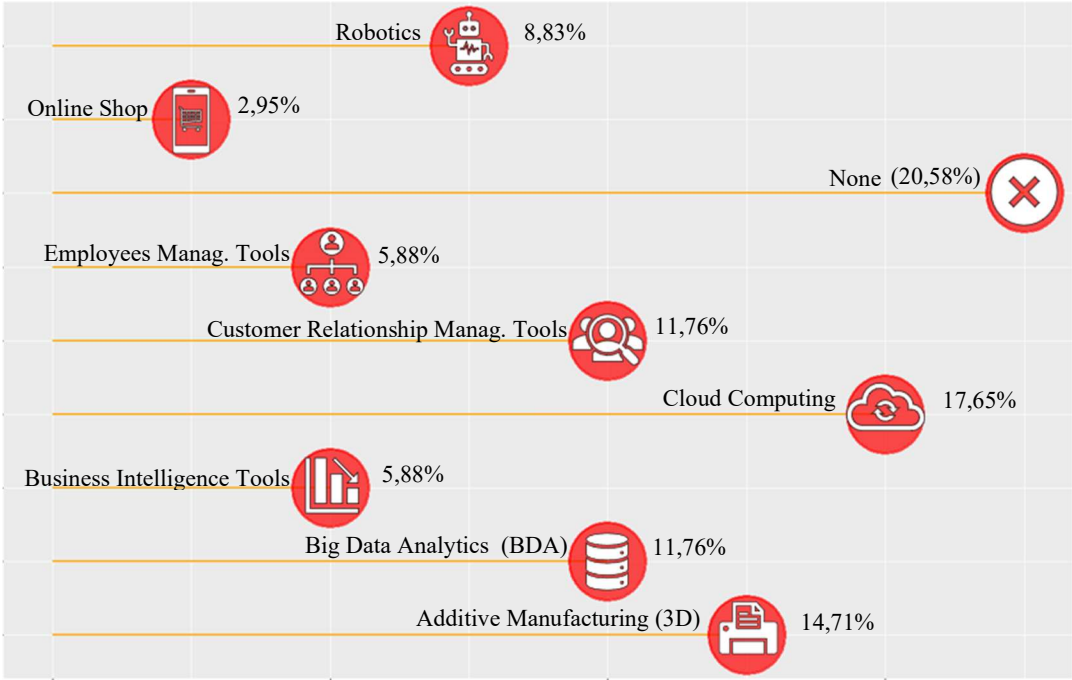 Robotics 8,83%
Online Shop 2,95%
None (20,58%)
Employees Manag. Tools 5,88%
Customer Relationship Manag. Tools 11,76%
Cloud Computing 17,65%
Business Intelligence Tools 5,88%
Big Data Analytics (BDA) 11,76%
Additive Manufacturing (3D) 14,71%